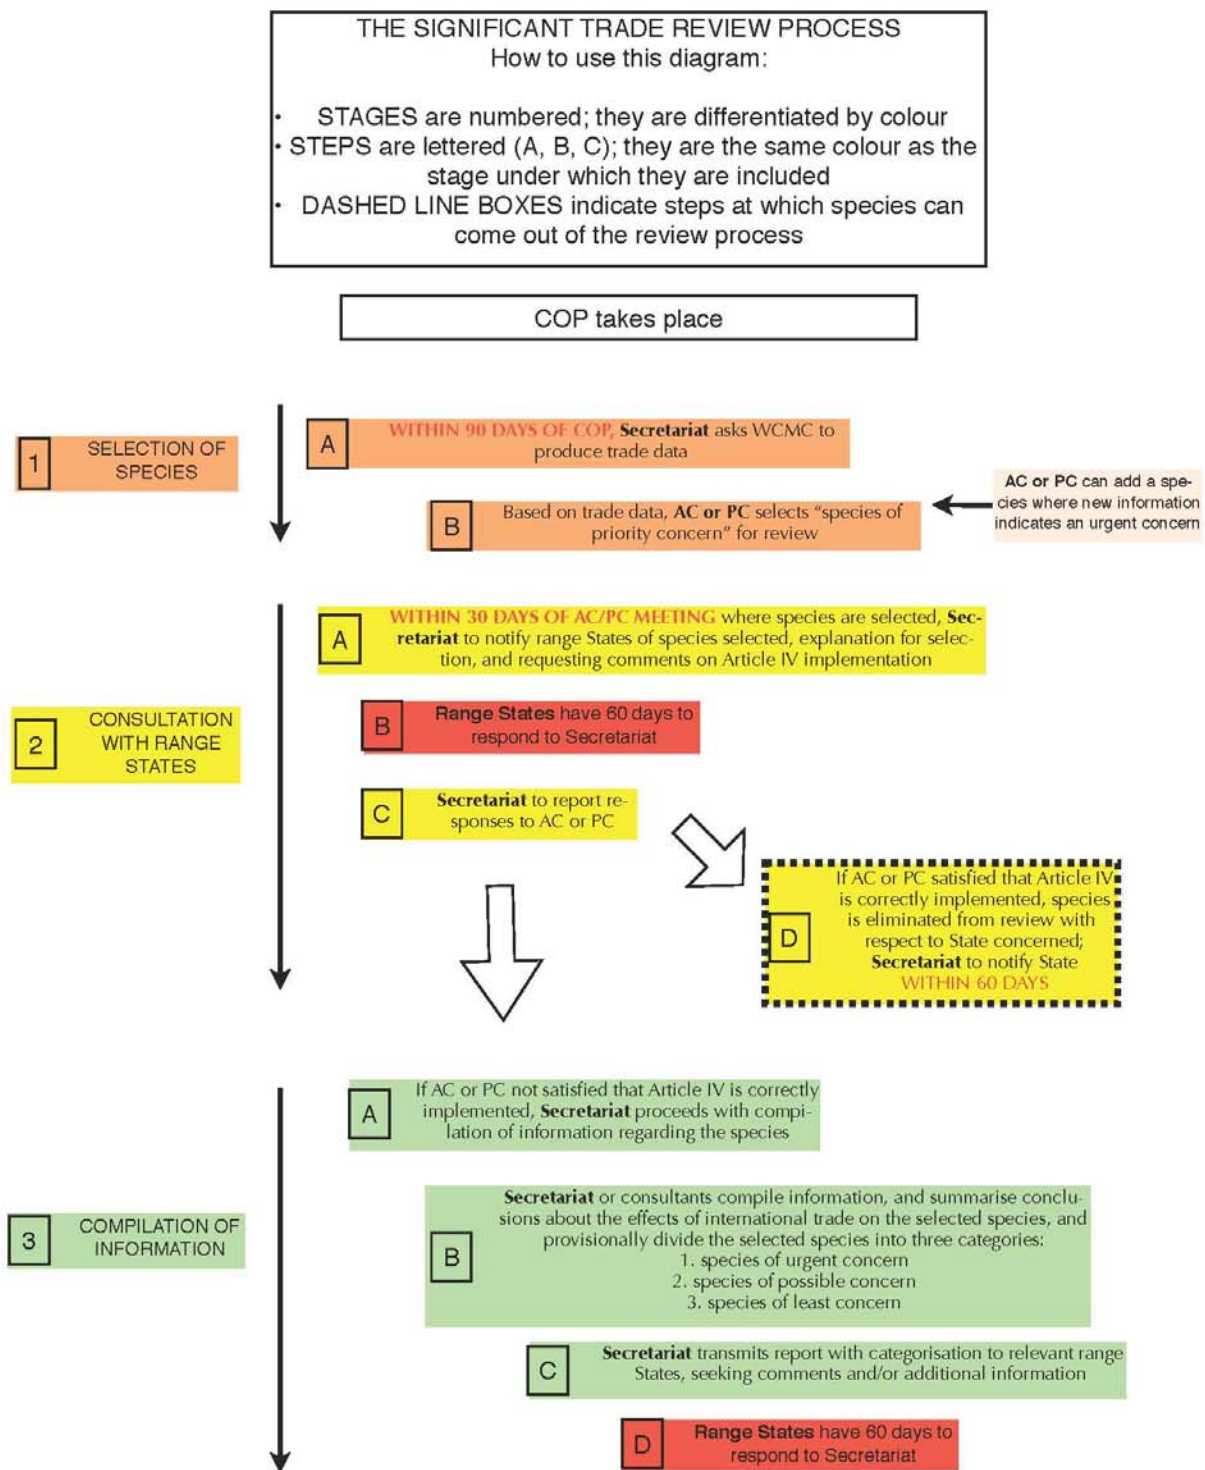 THE SIGNIFICANT TRADE REVIEW PROCESS
How to use this diagram:
• STAGES are numbered; they are differentiated by colour
• STEPS are lettered (A, B, C); they are the same colour as the
stage under which they are included
• DASHED LINE BOXES indicate steps at which species can
come out of the review process
COP takes place
1
SELECTION OF
SPECIES
A
WITHIN 90 DAYS OF COP, Secretariat asks WCMC to
produce trade data
B
Based on trade data, AC or PC selects “species of
priority concern” for review
AC or PC can add a spe-
cies where new information
indicates an urgent concern
2
CONSULTATION
WITH RANGE
STATES
A
WITHIN 30 DAYS OF AC/PC MEETING where species are selected, Sec-
retariat to notify range States of species selected, explanation for selec-
tion, and requesting comments on Article IV implementation
B
Range States have 60 days to
respond to Secretariat
C
Secretariat to report re-
sponses to AC or PC
D
If AC or PC satisfied that Article IV
is correctly implemented, species
is eliminated from review with
respect to State concerned;
Secretariat to notify State
WITHIN 60 DAYS
3
COMPILATION OF
INFORMATION
A
If AC or PC not satisfied that Article IV is correctly
implemented, Secretariat proceeds with compi-
lation of information regarding the species
B
Secretariat or consultants compile information, and summarise conclu-
sions about the effects of international trade on the selected species, and
provisionally divide the selected species into three categories:
1. species of urgent concern
2. species of possible concern
3. species of least concern
C
Secretariat transmits report with categorisation to relevant range
States, seeking comments and/or additional information
D
Range States have 60 days to
respond to Secretariat